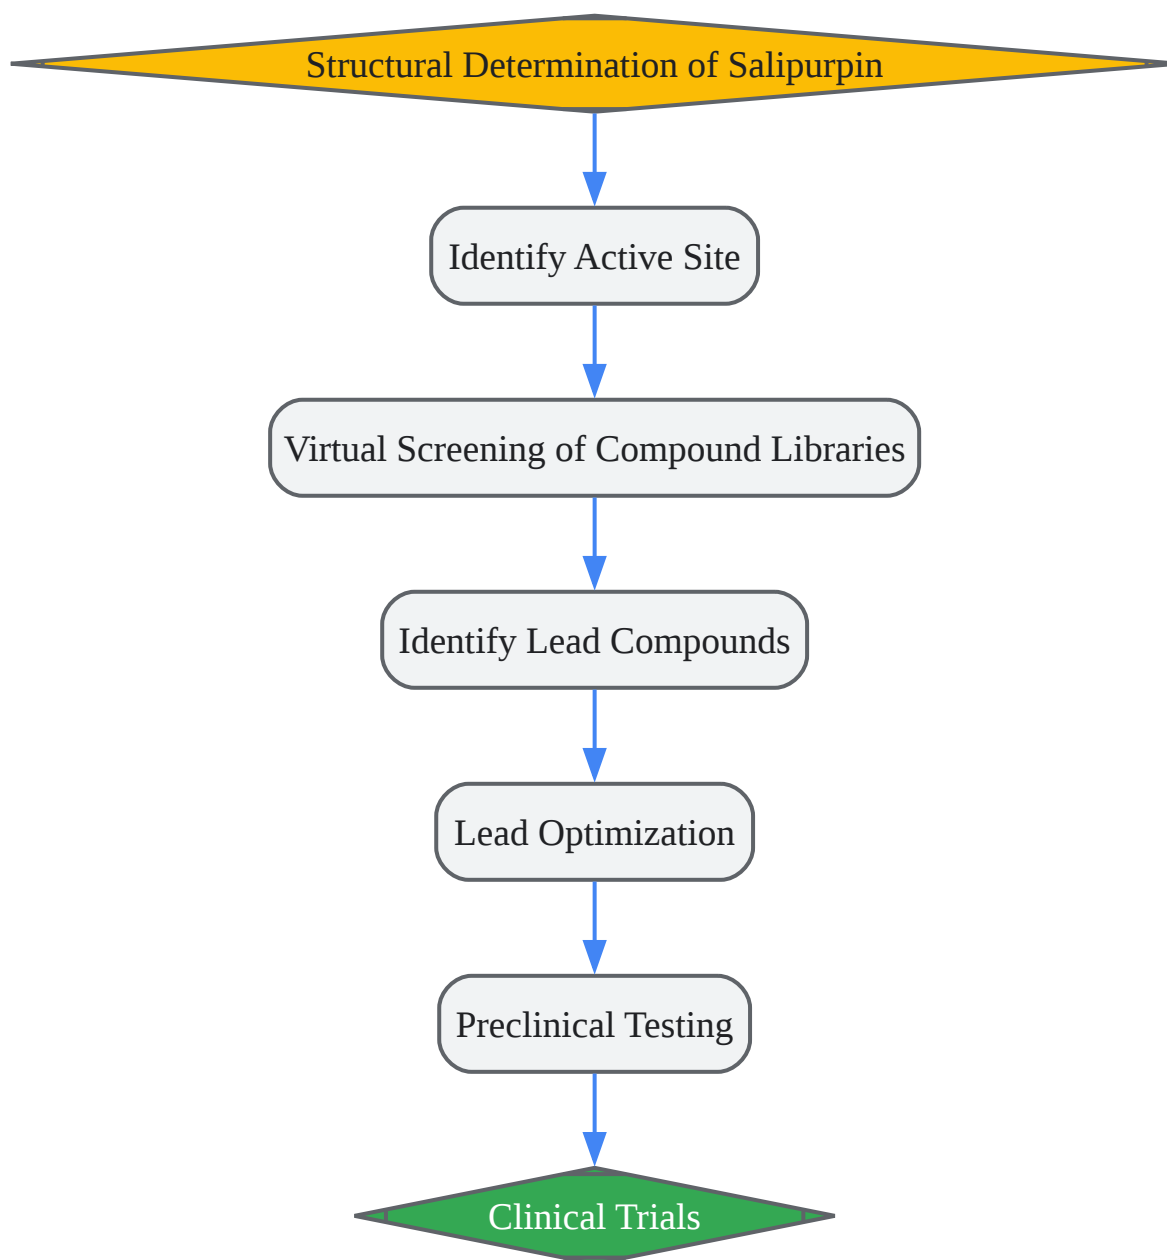 Structural Determination of Salipurpin
Identify Active Site
Virtual Screening of Compound Libraries
Identify Lead Compounds
Lead Optimization
Preclinical Testing
Clinical Trials